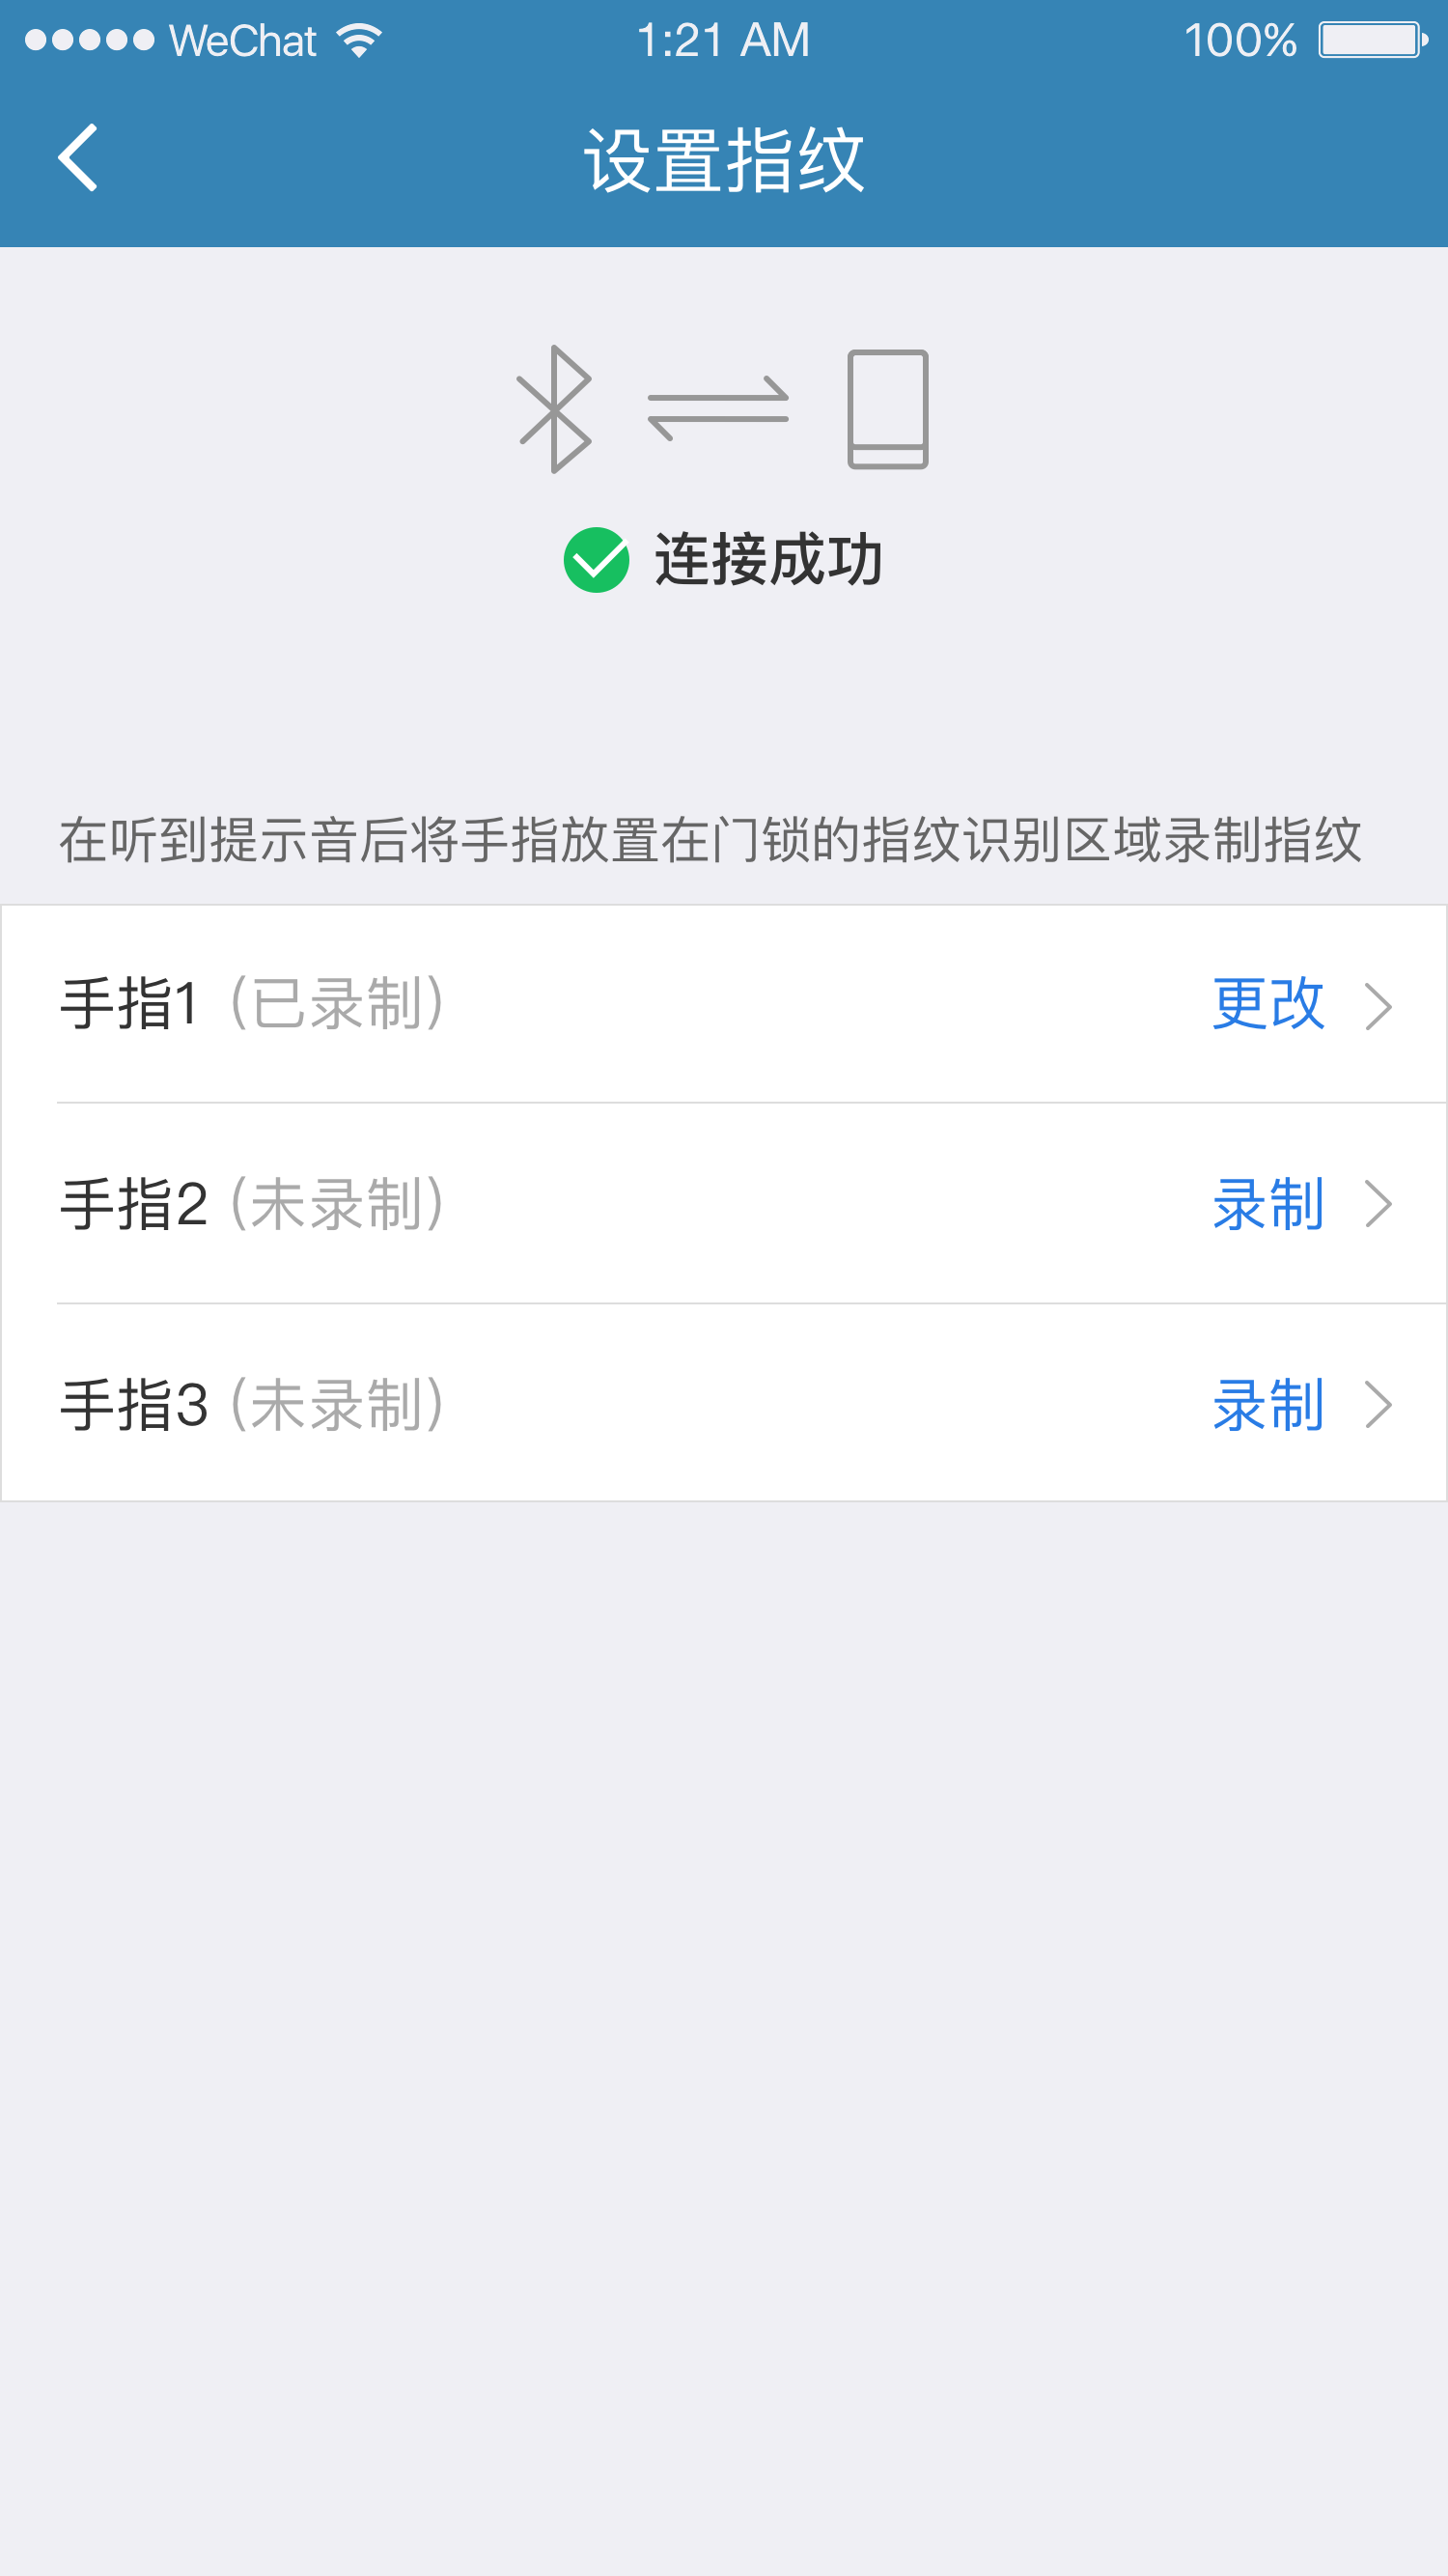 WeChat 1:21 AM 100%
设置指纹
连接成功
在听到提示音后将手指放置在门锁的指纹识别区域录制指纹
手指1 (已录制) 更改
手指2 (未录制) 录制
手指3 (未录制) 录制